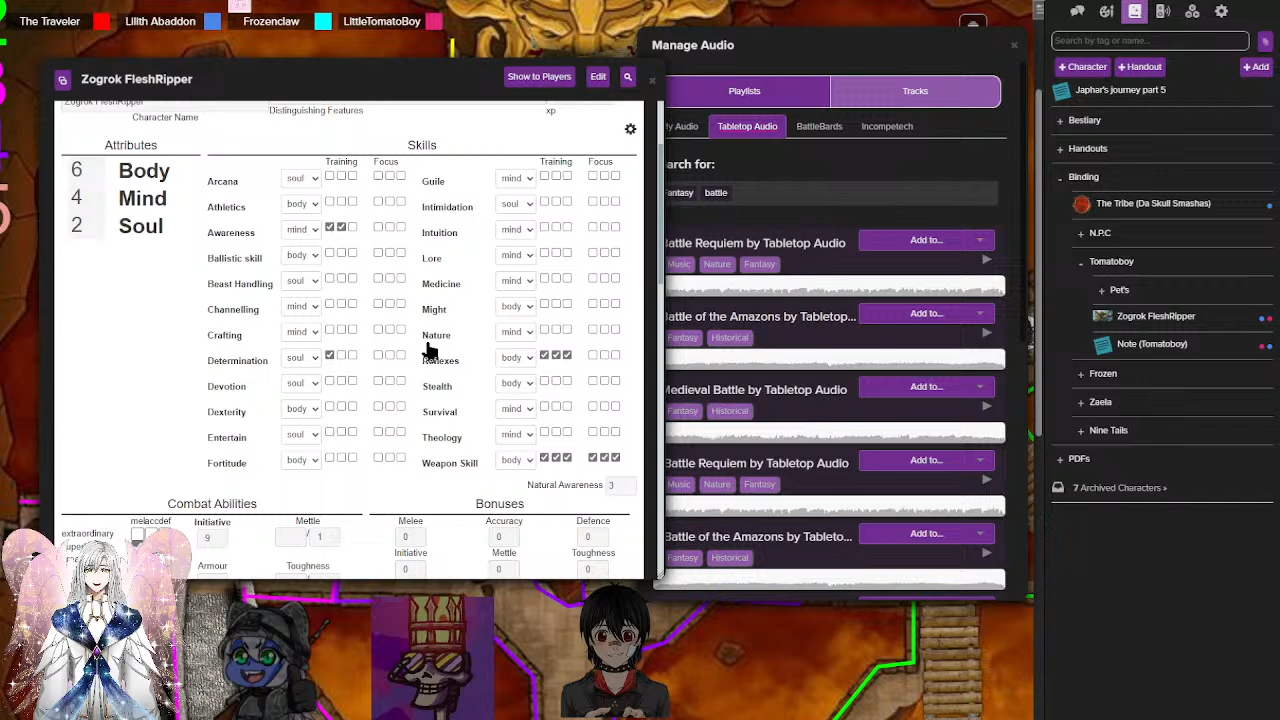 The Taveler
Lilith Abaddon
Frozenclaw
LittleTomatoBoy
Zogrok FleshRipper
Show to Players
Edit
Character Name
Distinguishing Features
xp
Attributes
6 Body
4 Mind
2 Soul
Skills
Training Focus Training Focus
Arcana soul Guile mind
Athletics body Intimidation soul
Awareness mind Intuition mind
Ballistic skill body Lore mind
Beast Handling soul Medicine mind
Channelling mind Might body
Crafting mind Nature mind
Determination soul body
Devotion soul Stealth body
Dexterity body Survival mind
Entertain soul Theology mind
Fortitude body Weapon Skill body
Natural Awareness 3
Combat Abilities
extraordinary
melaccdef
Initiative
9
Mettle
1
Armour
Toughness
Bonuses
Melee Accuracy Defence
0 0 0
Initiative Mettle Toughness
0 0 0
Manage Audio
Playlists
Tracks
Tabletop Audio
BattleBards
Incompetech
battle
Battle Requiem by Tabletop Audio
Add to...
Music Nature Fantasy
Battle of the Amazons by Tabletop...
Add to...
Fantasy Historical
Medieval Battle by Tabletop Audio
Add to...
Fantasy Historical
Battle Requiem by Tabletop Audio
Add to...
Music Nature Fantasy
Battle of the Amazons by Tabletop...
Add to...
Fantasy Historical
Search by tag or name...
+ Character
+ Handout
+ Add
Japhar's journey part 5
+ Bestiary
+ Handouts
- Binding
The Tribe (Da Skull Smashas)
+ N.P.C
- Tomatoboy
+ Pet's
Zogrok FleshRipper
Note (Tomatoboy)
+ Frozen
+ Zaela
+ Nine Tails
+ PDFs
7 Archived Characters »